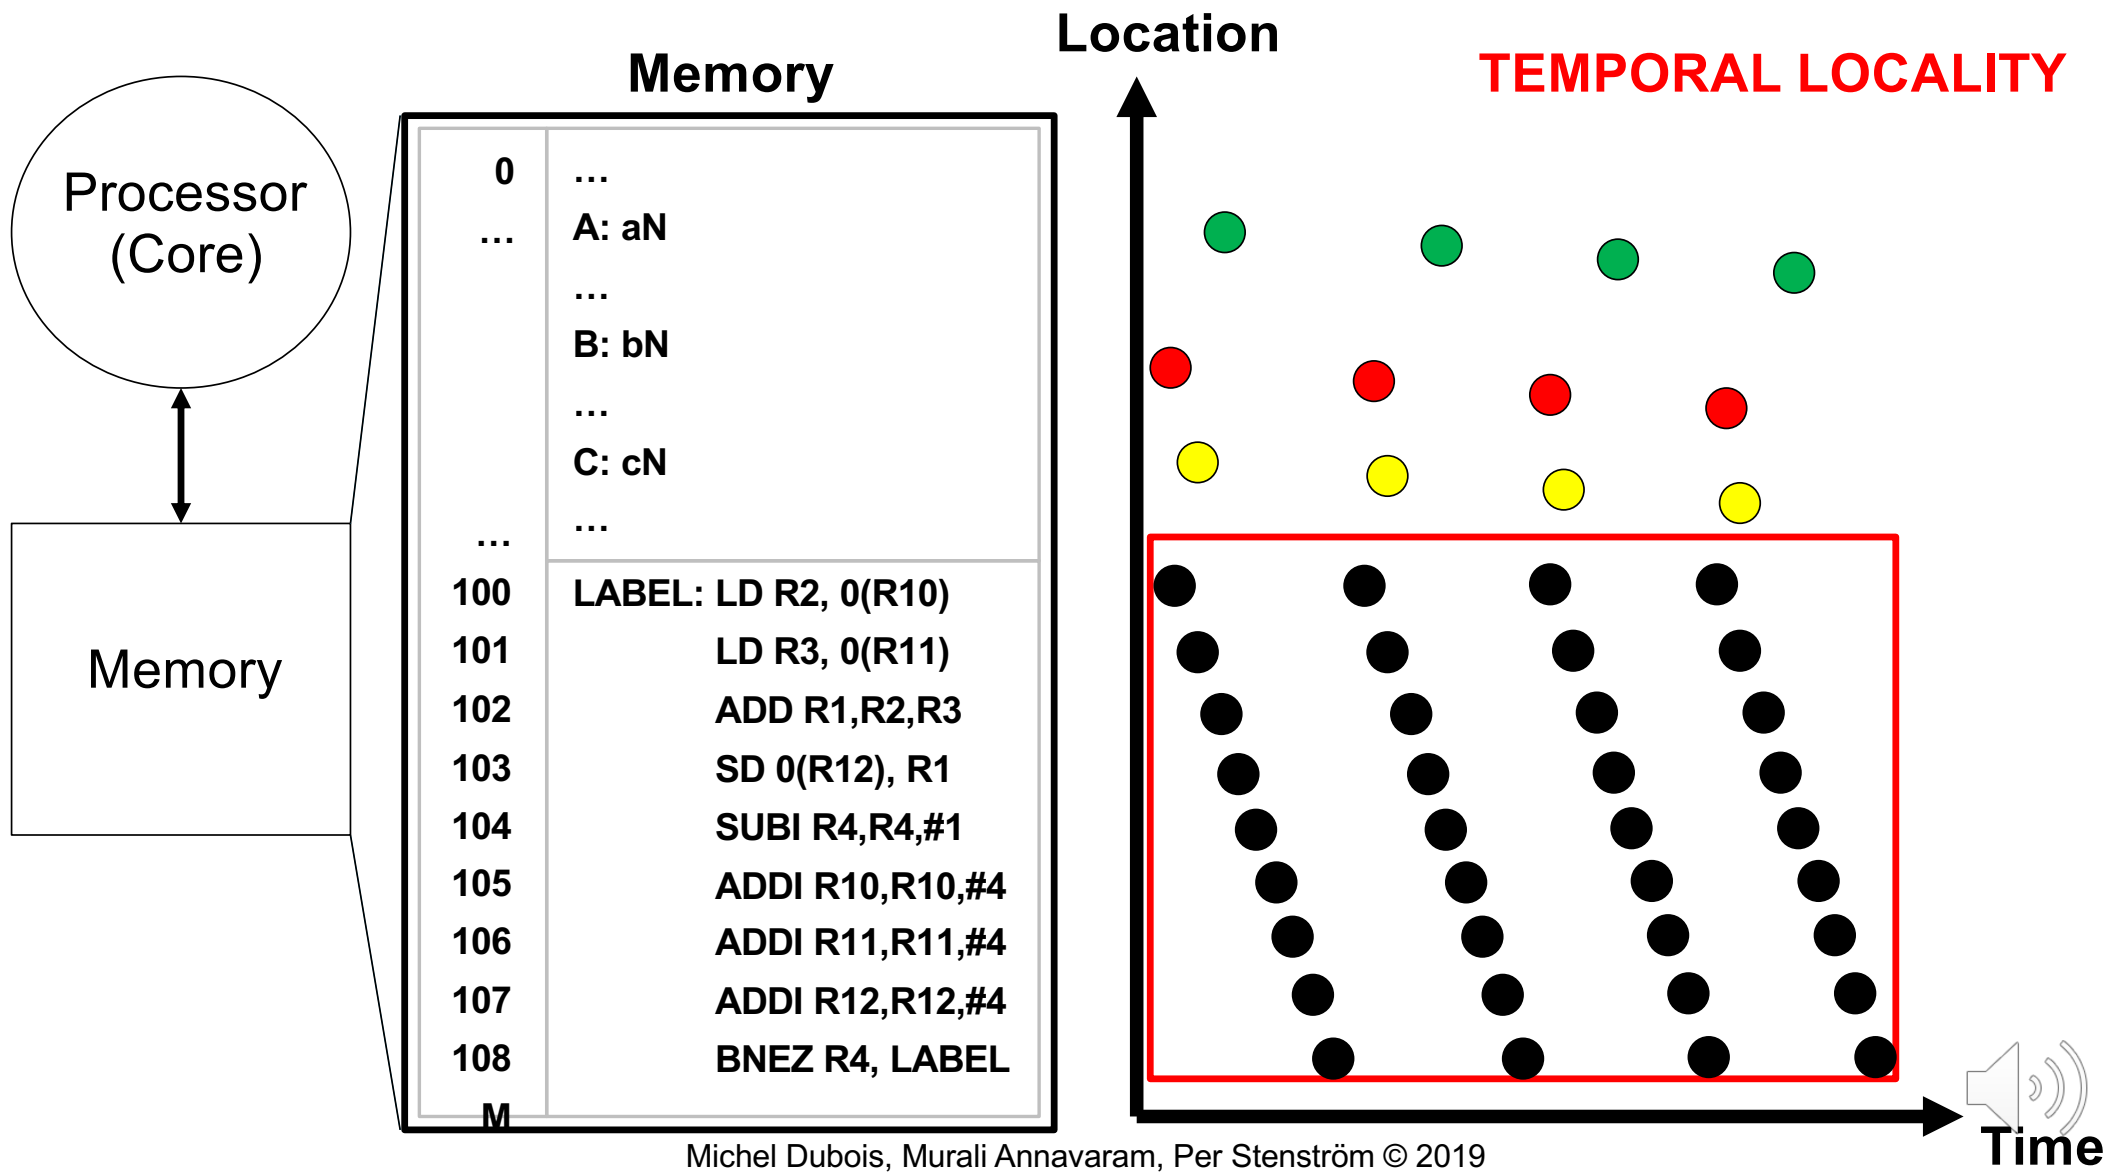 Location
Memory
TEMPORAL LOCALITY
Processor
(Core)
Memory
0 …
… A: aN
…
B: bN
…
C: cN
…
…
100 LABEL: LD R2, 0(R10)
101 LD R3, 0(R11)
102 ADD R1,R2,R3
103 SD 0(R12), R1
104 SUBI R4,R4,#1
105 ADDI R10,R10,#4
106 ADDI R11,R11,#4
107 ADDI R12,R12,#4
108 BNEZ R4, LABEL
M
Time
Michel Dubois, Murali Annavaram, Per Stenström © 2019